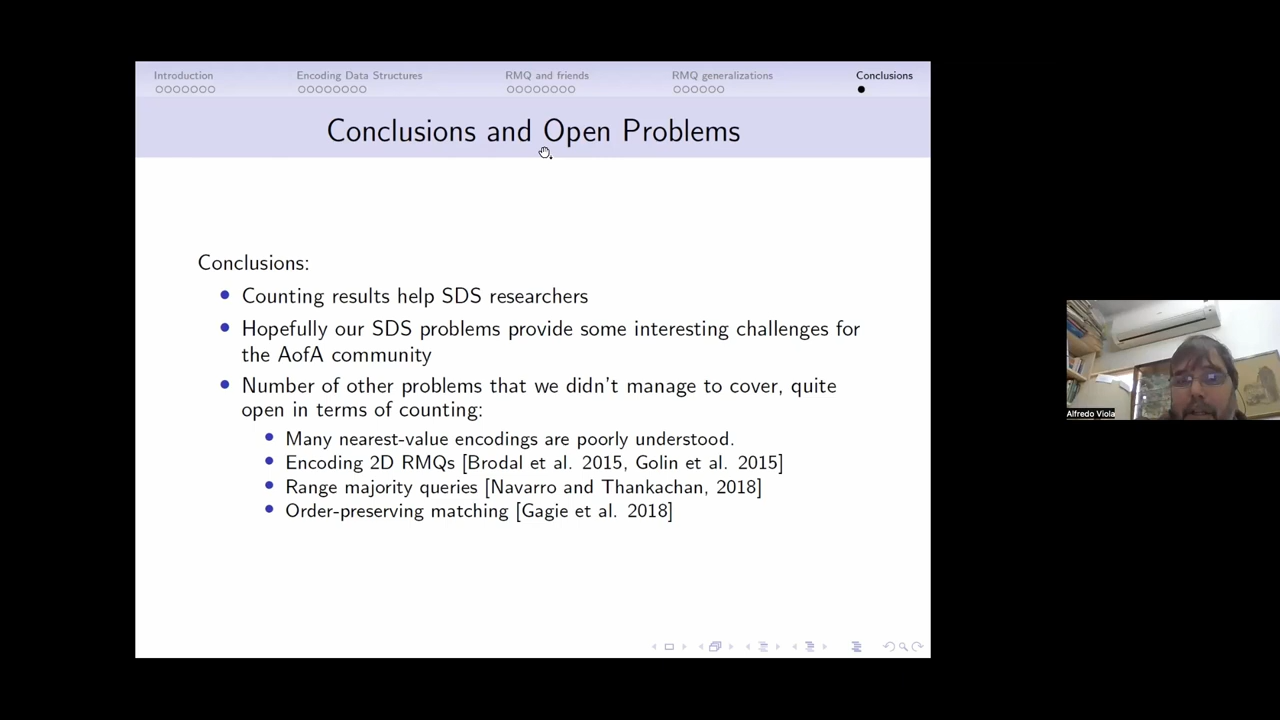 Introduction
Encoding Data Structures
RMQ and friends
RMQ generalizations
Conclusions
Conclusions and Open Problems
Conclusions:
Counting results help SDS researchers
Hopefully our SDS problems provide some interesting challenges for
the AofA community
Number of other problems that we didn't manage to cover, quite
open in terms of counting:
Many nearest-value encodings are poorly understood.
Encoding 2D RMQs [Brodal et al. 2015, Golin et al. 2015]
Range majority queries [Navarro and Thankachan, 2018]
Order-preserving matching [Gagie et al. 2018]
Alfredo Viola